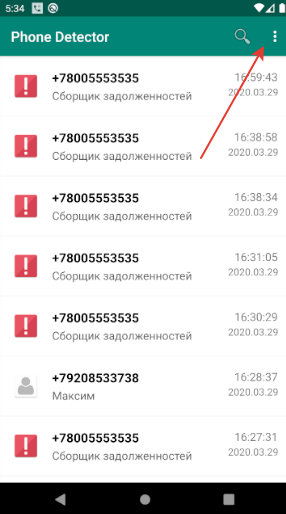 5:34
Phone Detector
+78005553535 16:59:43
Сборщик задолженностей 2020.03.29
+78005553535 16:38:58
Сборщик задолженностей 2020.03.29
+78005553535 16:38:34
Сборщик задолженностей 2020.03.29
+78005553535 16:31:05
Сборщик задолженностей 2020.03.29
+78005553535 16:30:29
Сборщик задолженностей 2020.03.29
+79208533738 16:28:37
Максим 2020.03.29
+78005553535 16:27:31
Сборщик задолженностей 2020.03.29